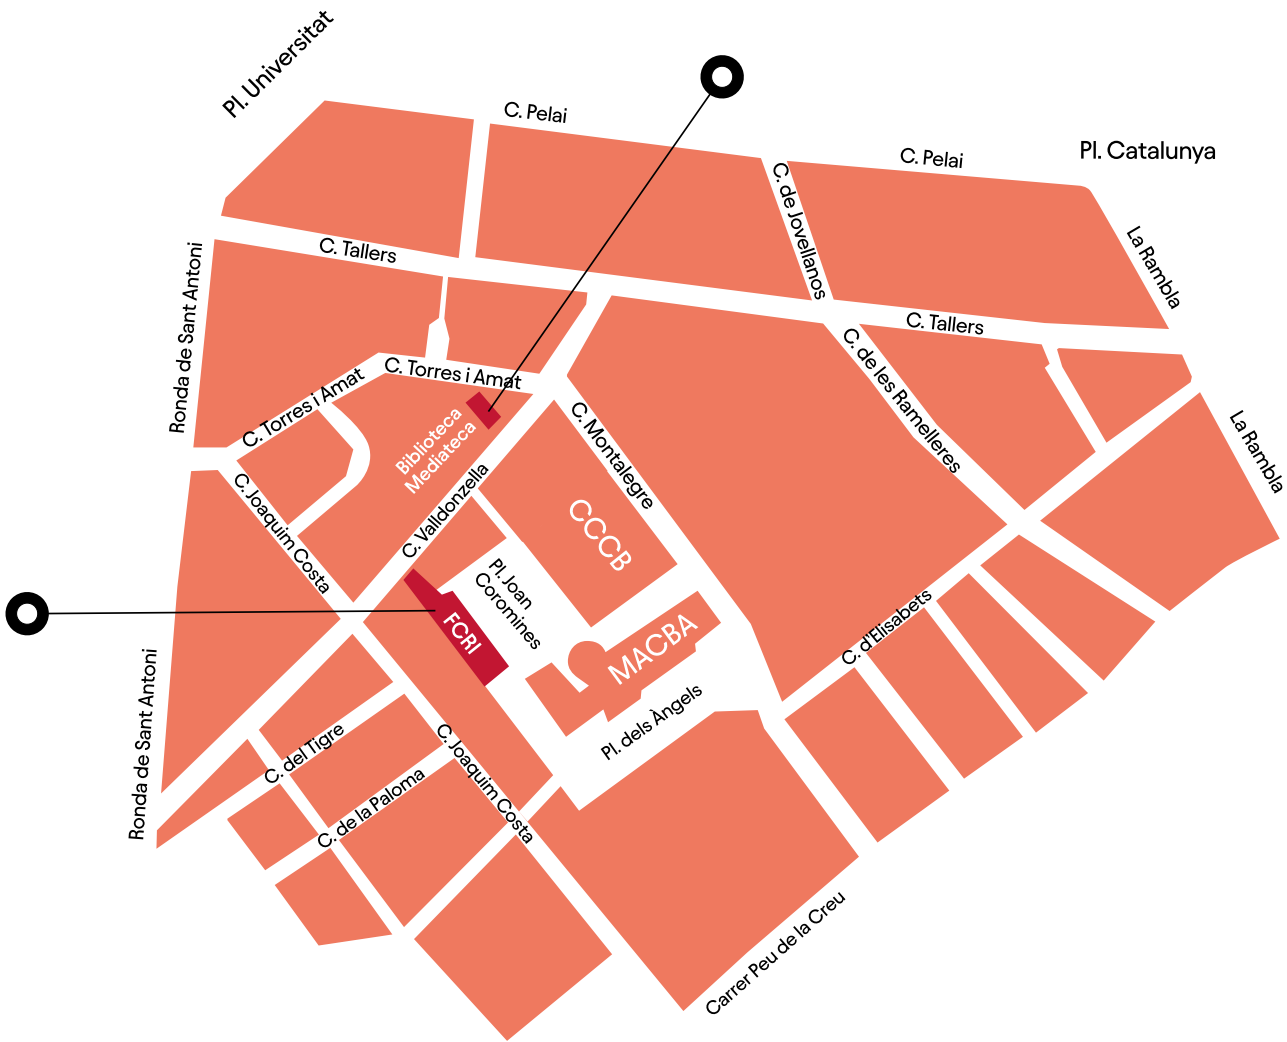 Pl. Universitat
C. Pelai
C. Pelai
Pl. Catalunya
C. de Jovellanos
La Rambla
C. Tallers
C. Tallers
Ronda de Sant Antoni
C. Torres i Amat
C. Torres i Amat
C. de les Ramelleres
La Rambla
Biblioteca
Mediateca
C. Montalegre
C. Valldonzella
C. Joaquim Costa
CCCB
Pl. Joan
Coromines
FCRI
MACBA
C. d'Elisabets
Ronda de Sant Antoni
Pl. dels Àngels
C. del Tigre
C. Joaquim Costa
C. de la Paloma
Carrer Peu de la Creu